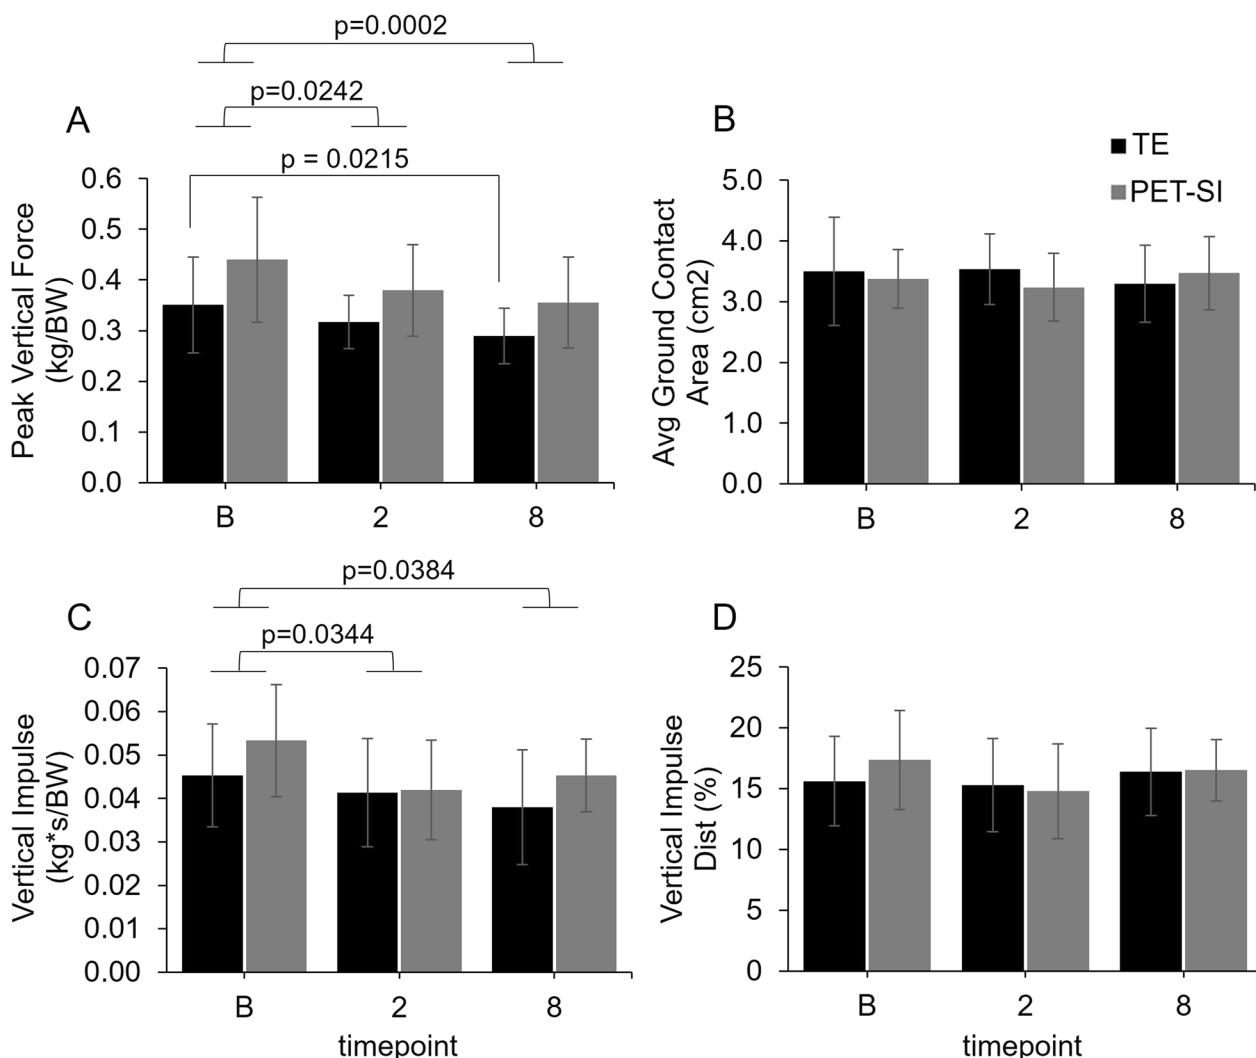 p=0.0002
p=0.0242
A
p = 0.0215
Peak Vertical Force
(kg/BW)
0.6
0.5
0.4
0.3
0.2
0.1
0.0
B
2
8
B
TE
PET-SI
Avg Ground Contact
Area (cm2)
5.0
4.0
3.0
2.0
1.0
0.0
B
2
8
p=0.0384
C
p=0.0344
Vertical Impulse
(kg*s/BW)
0.07
0.06
0.05
0.04
0.03
0.02
0.01
0.00
B
2
8
timepoint
D
Vertical Impulse
Dist (%)
25
20
15
10
5
0
B
2
8
timepoint